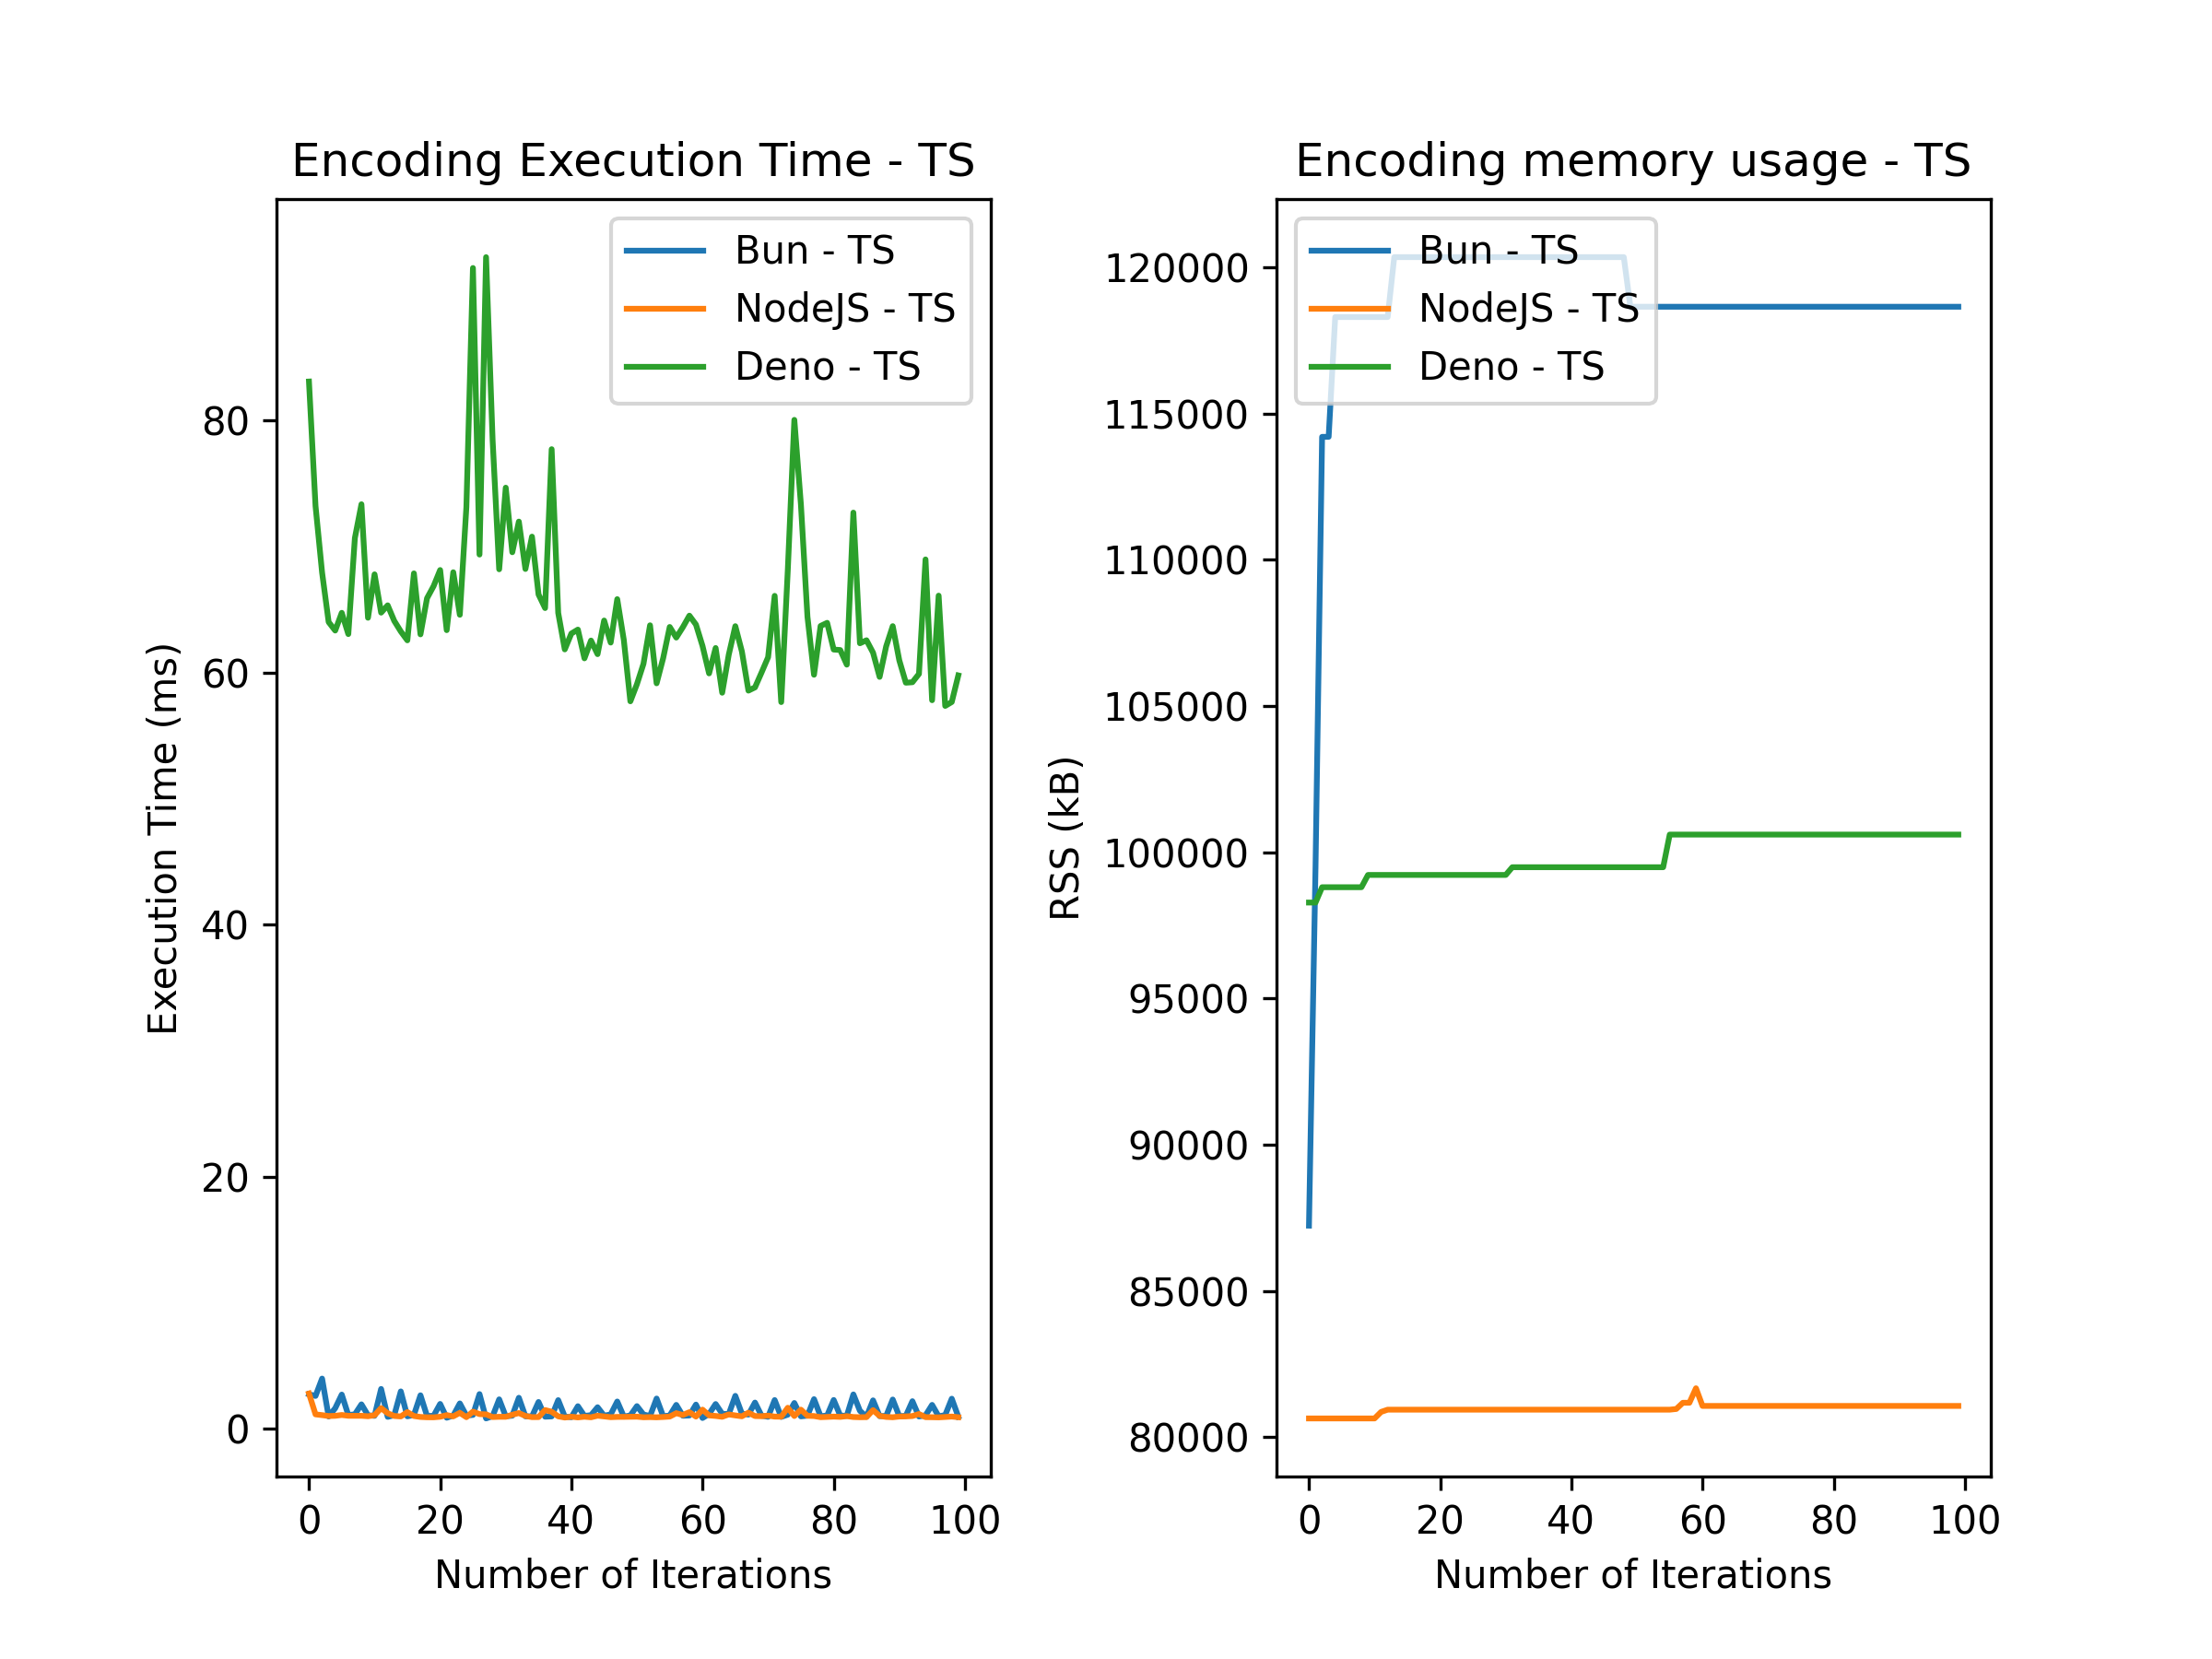 Encoding Execution Time - TS
Bun - TS
NodeJS - TS
Deno - TS
80
60
40
20
0
Execution Time (ms)
0 20 40 60 80 100
Number of Iterations
Encoding memory usage - TS
Bun - TS
NodeJS - TS
Deno - TS
120000
115000
110000
105000
100000
95000
90000
85000
80000
RSS (kB)
0 20 40 60 80 100
Number of Iterations